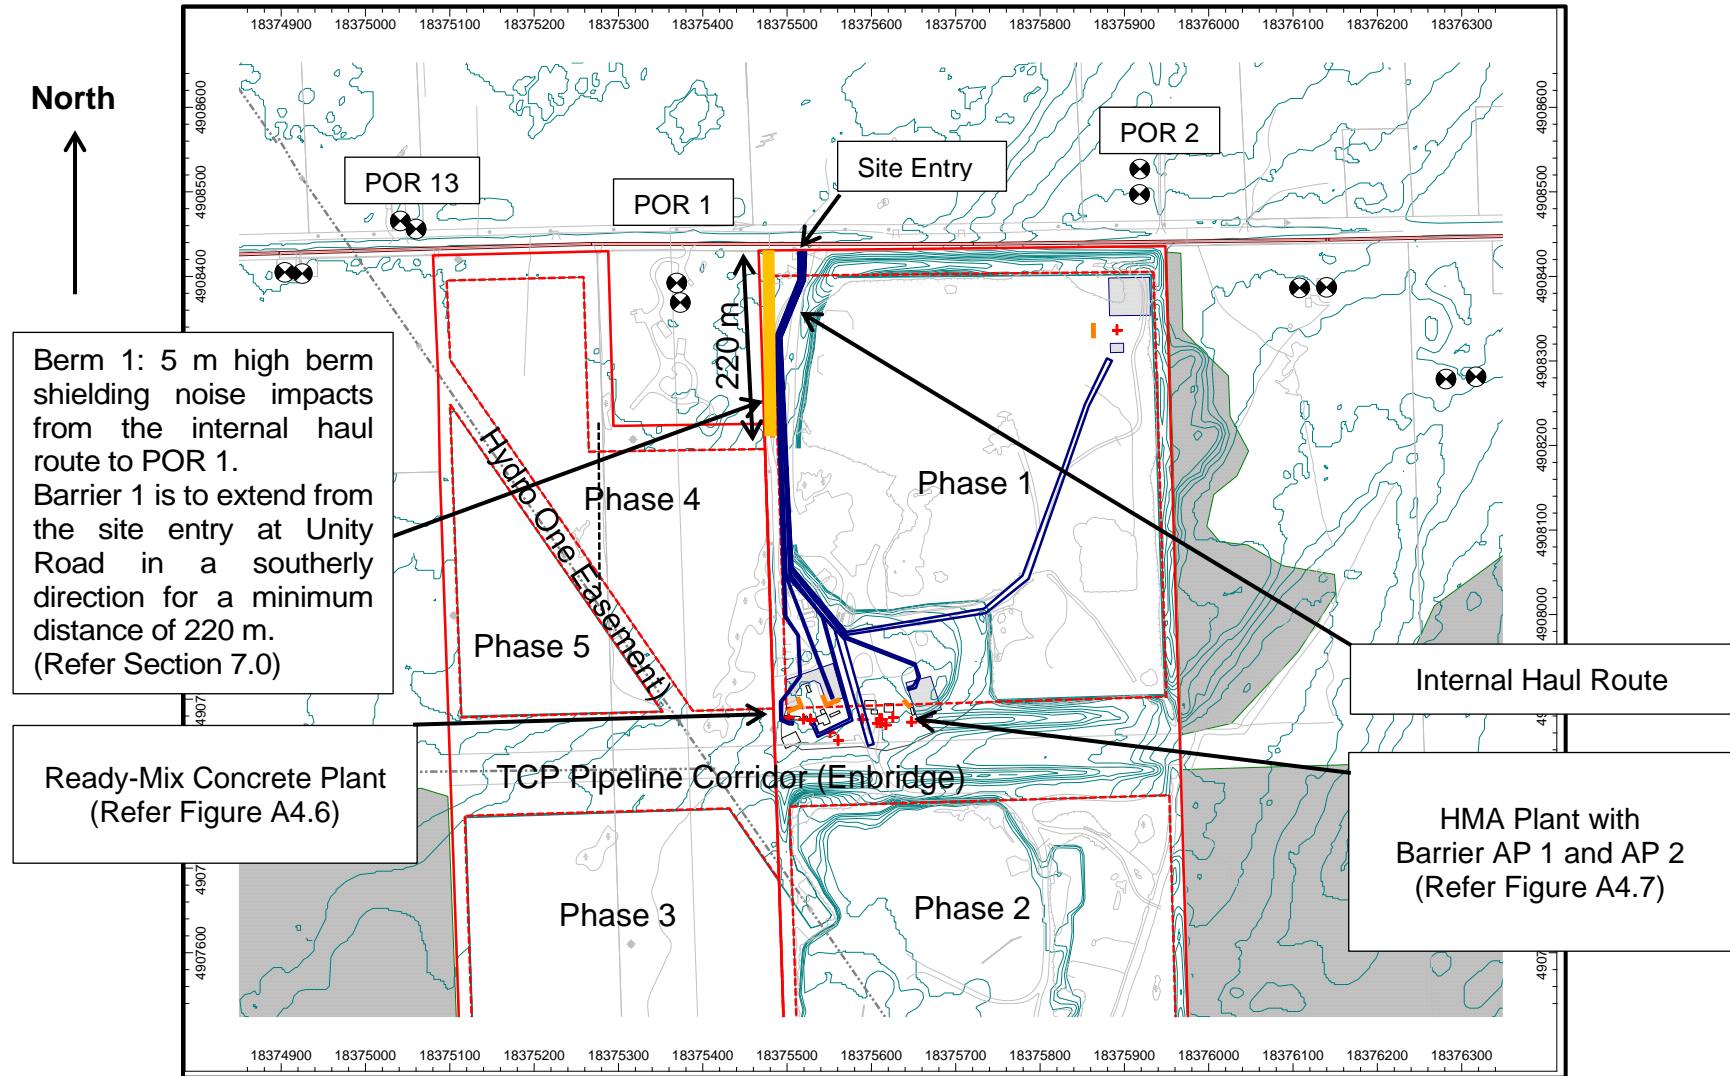 18374900 18375000 18375100 18375200 18375300 18375400 18375500 18375600 18375700 18375800 18375900 18376000 18376100 18376200 18376300
North
4908600
4908500
4908400
4908600
4908500
4908400
4908300
4908200
4908100
4908000
POR 13
POR 1
Site Entry
POR 2
220 m
Berm 1: 5 m high berm
shielding noise impacts
from the internal haul
route to POR 1.
Barrier 1 is to extend from
the site entry at Unity
Road in a southerly
direction for a minimum
distance of 220 m.
(Refer Section 7.0)
Hydro One Easement)
Phase 4
Phase 1
Phase 5
Internal Haul Route
Ready-Mix Concrete Plant
(Refer Figure A4.6)
TCP Pipeline Corridor (Enbridge)
HMA Plant with
Barrier AP 1 and AP 2
(Refer Figure A4.7)
Phase 3
Phase 2
4907600
18374900 18375000 18375100 18375200 18375300 18375400 18375500 18375600 18375700 18375800 18375900 18376000 18376100 18376200 18376300